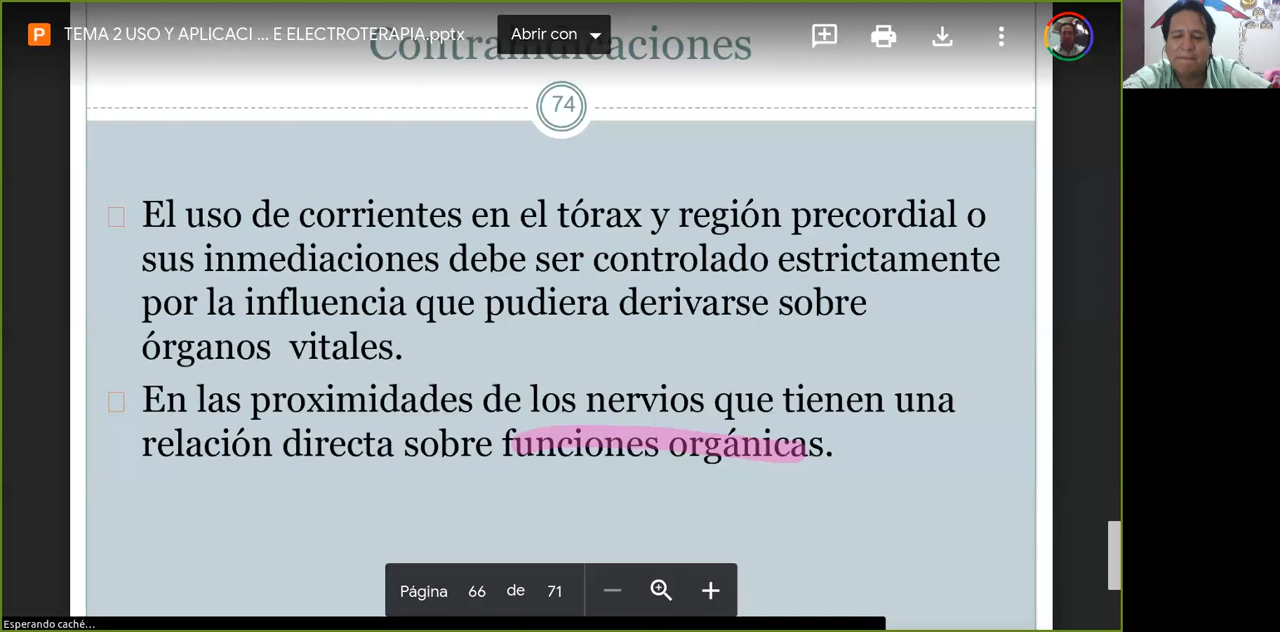 TEMA 2 USO Y APLICACI ... E ELECTROTERAPIA.pptx
Abrir con
Contraindicaciones
74
El uso de corrientes en el tórax y región precordial o
sus inmediaciones debe ser controlado estrictamente
por la influencia que pudiera derivarse sobre
órganos vitales.
En las proximidades de los nervios que tienen una
relación directa sobre funciones orgánicas.
Página 66 de 71
Esperando caché...